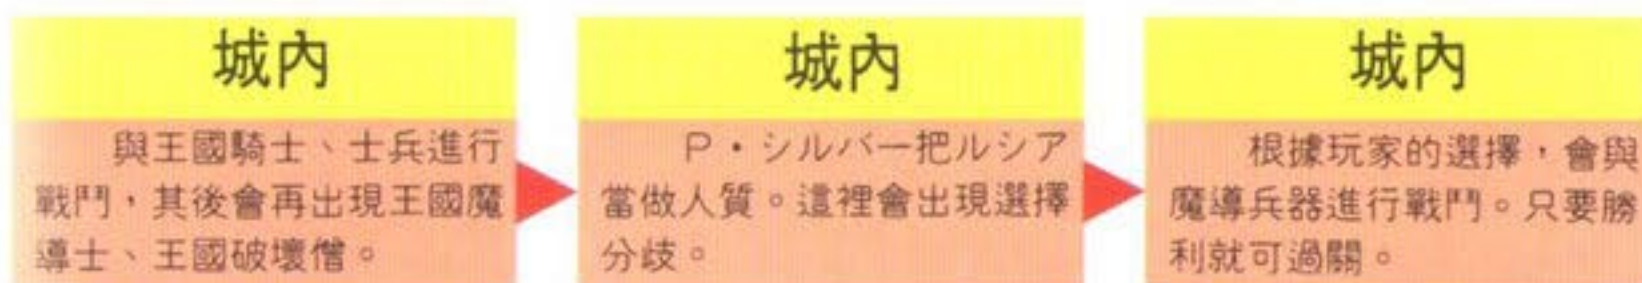 城內
與王國騎士、士兵進行
戰鬥，其後會再出現王國魔
導士、王國破壞僧。
城內
P・シルバー把ルシア
當做人質。這裡會出現選擇
分歧。
城內
根據玩家的選擇，會與
魔導兵器進行戰鬥。只要勝
利就可過關。